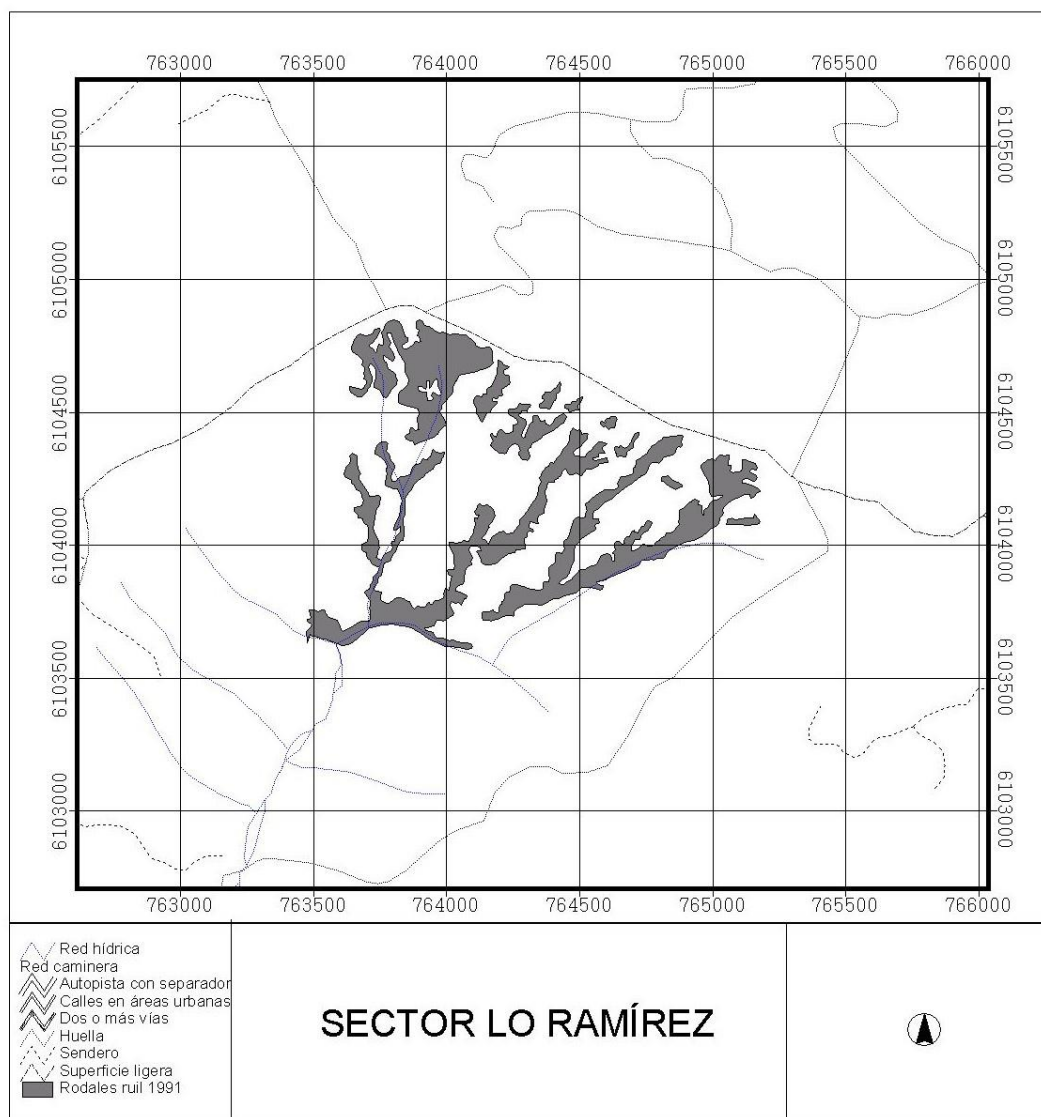 763000 763500 764000 764500 765000 765500 766000
6105500 6105500
6105000 6105000
6104500 6104500
6104000 6104000
6103500 6103500
6103000 6103000
763000 763500 764000 764500 765000 765500 766000
Red hídrica
Red caminera
Autopista con separador
Calles en áreas urbanas
Dos o más vías
Huella
Sendero
Superficie ligera
Rodales ruil 1991
SECTOR LO RAMÍREZ